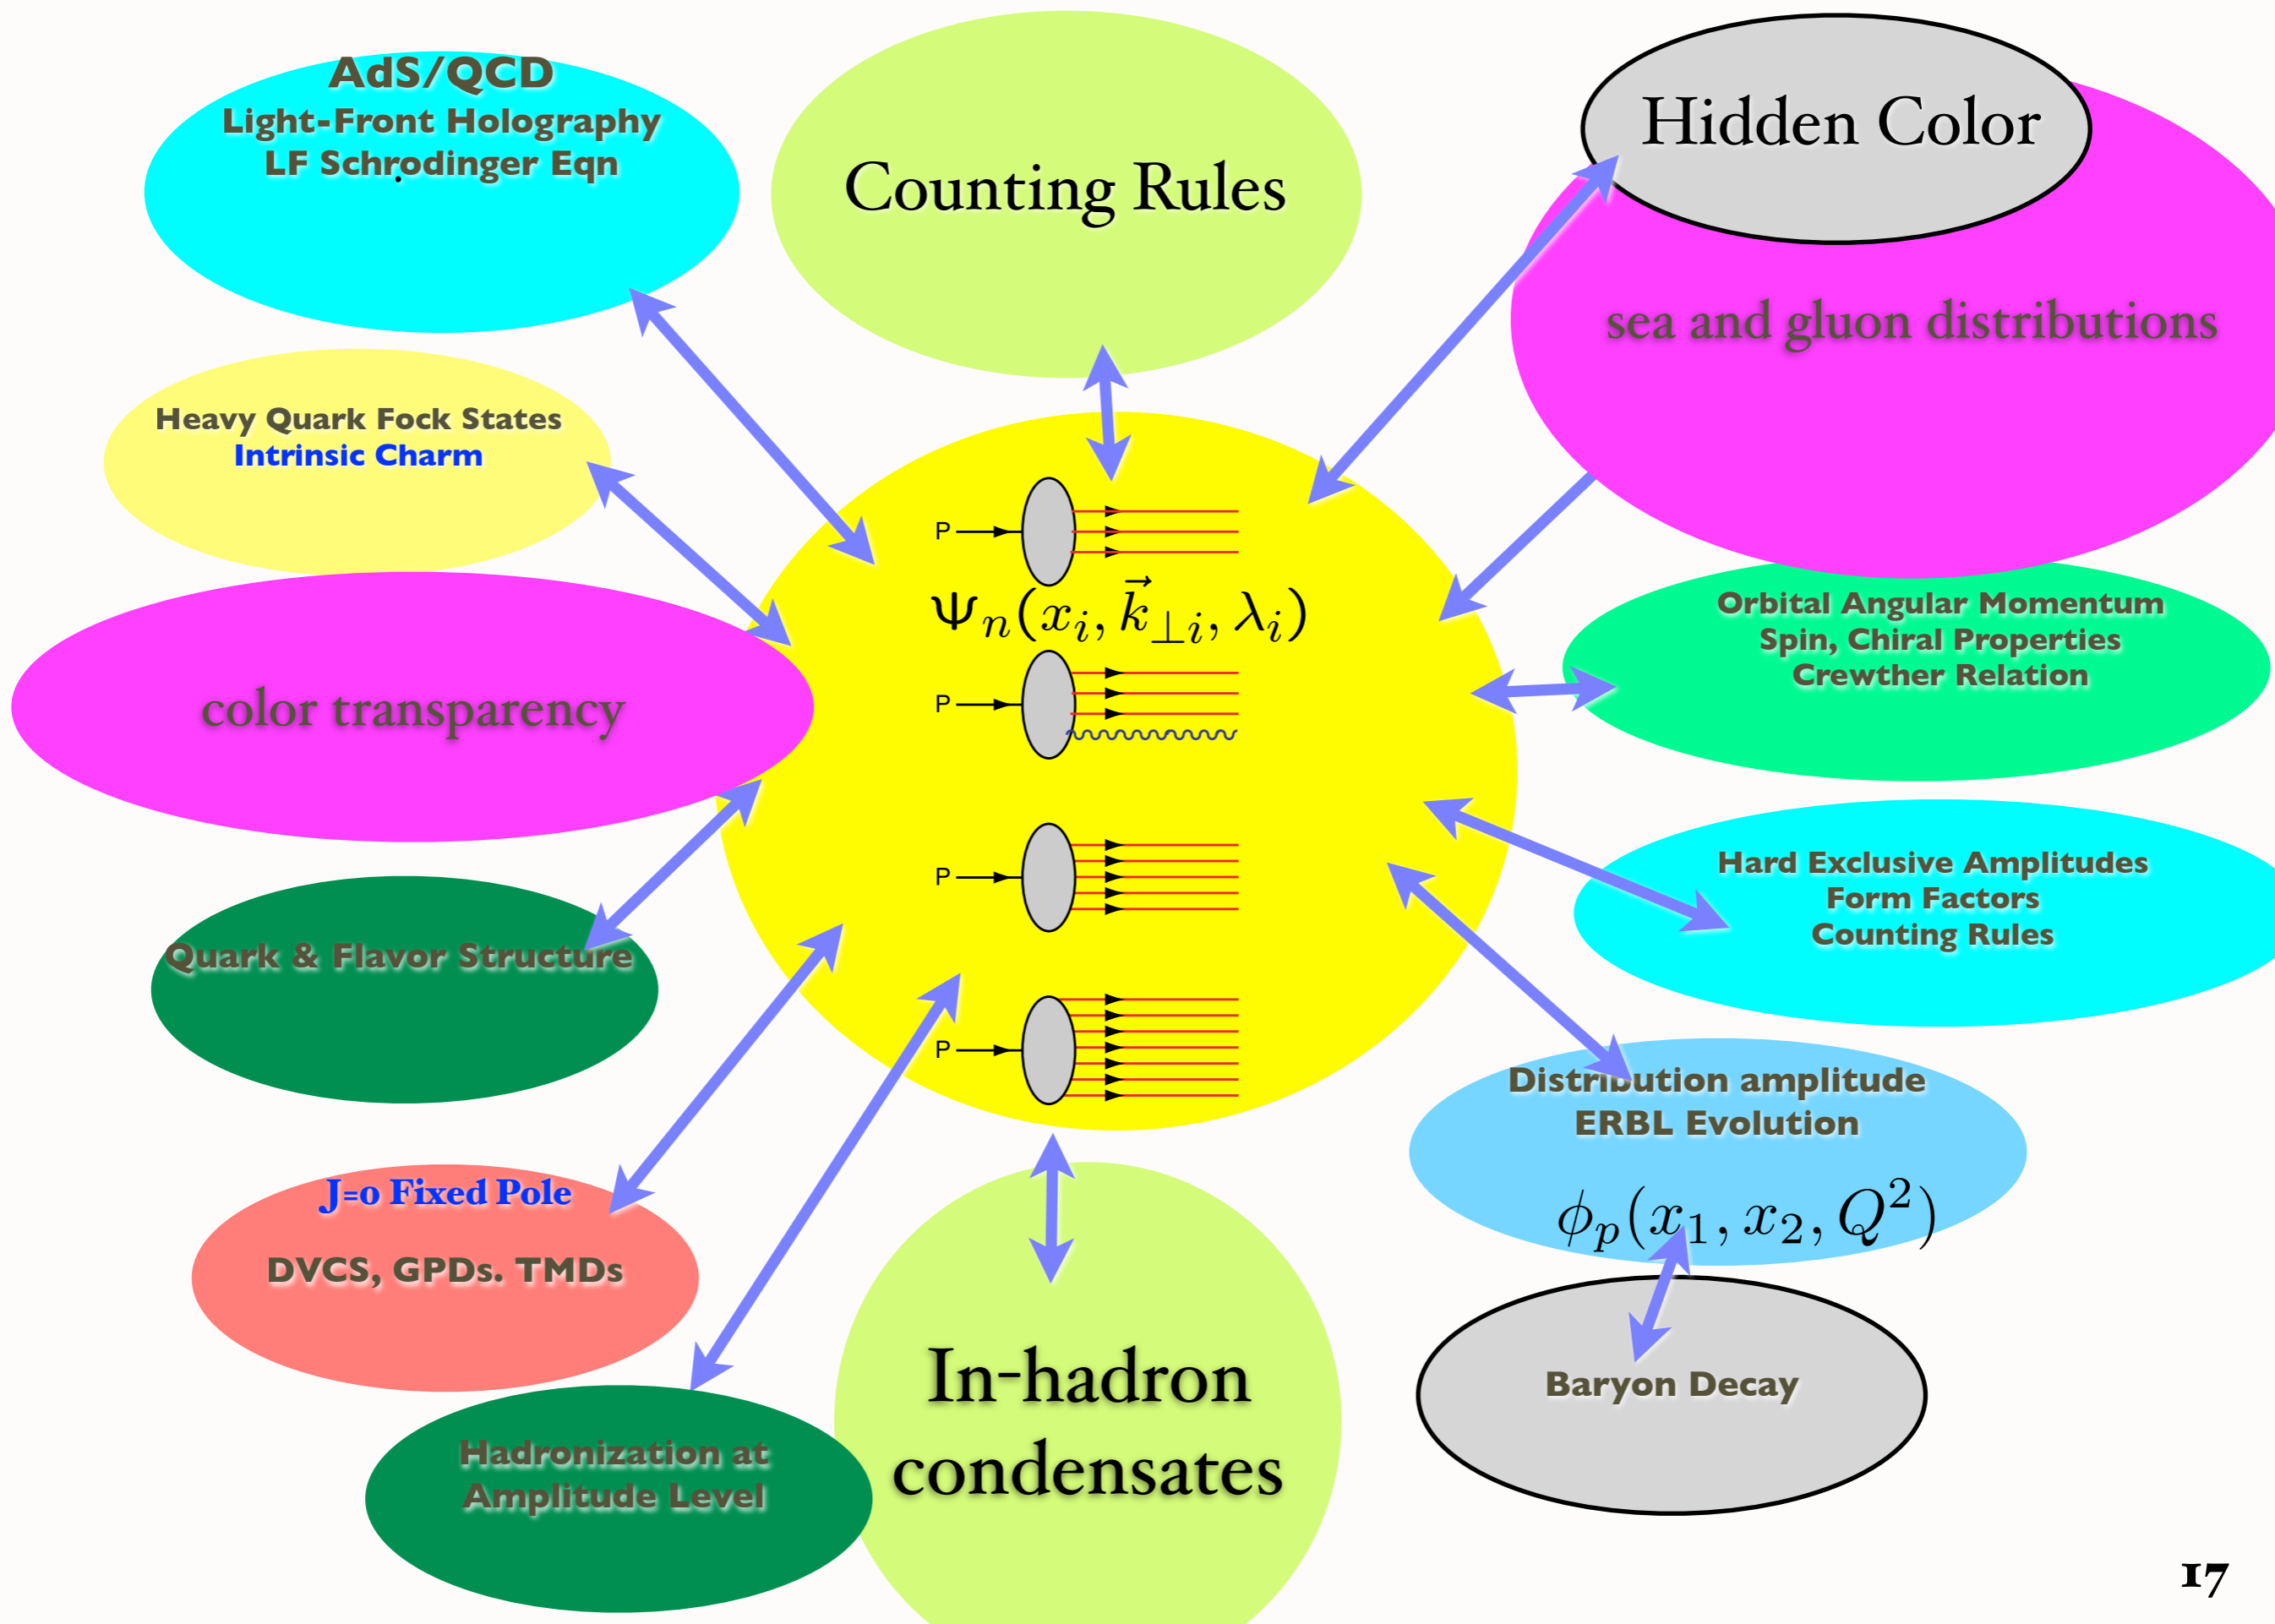 AdS/QCD
Light-Front Holography
LF Schrodinger Eqn
.
Counting Rules
Hidden Color
sea and gluon distributions
Heavy Quark Fock States
Intrinsic Charm
color transparency
Quark & Flavor Structure
J=0 Fixed Pole
DVCS, GPDs. TMDs
Hadronization at
Amplitude Level
P
Ψₙ(xᵢ, k⃗⊥ᵢ, λᵢ)
P
P
P
In-hadron
condensates
Orbital Angular Momentum
Spin, Chiral Properties
Crewther Relation
Hard Exclusive Amplitudes
Form Factors
Counting Rules
Distribution amplitude
ERBL Evolution
ϕₚ(x₁, x₂, Q²)
Baryon Decay
17